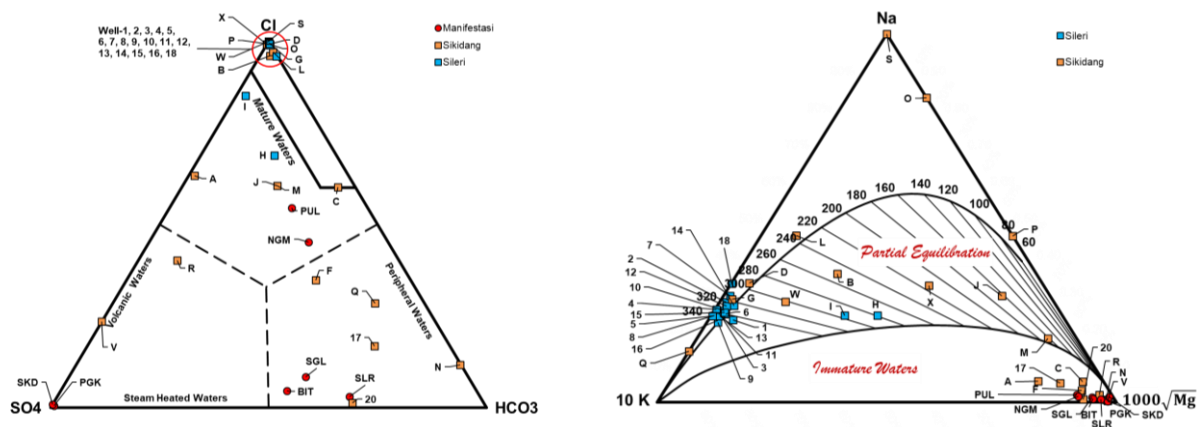 X
Cl
S
Well-1, 2, 3, 4, 5,
6, 7, 8, 9, 10, 11, 12,
13, 14, 15, 16, 18
P
D
O
W
G
B
L
Manifestasi
Sikidang
Sileri
I
Mature Waters
H
A
J
M
C
PUL
NGM
R
F
Volcanic Waters
Peripheral Waters
Q
17
V
N
SGL
SKD
PGK
BIT
SLR
SO4
Steam Heated Waters
20
HCO3
Na
S
Sileri
Sikidang
O
140
160
120
180
200
100
220
80
P
240
60
L
14
18
7
260
Partial Equilibration
2
280
D
12
300
B
10
W
X
J
4
320
G
15
340
6
I
H
5
1
8
13
M
16
11
20
Q
3
R
9
Immature Waters
17
C
N
A
F
V
PUL
10 K
1000√Mg
NGM
SGL
BIT
PGK
SKD
SLR